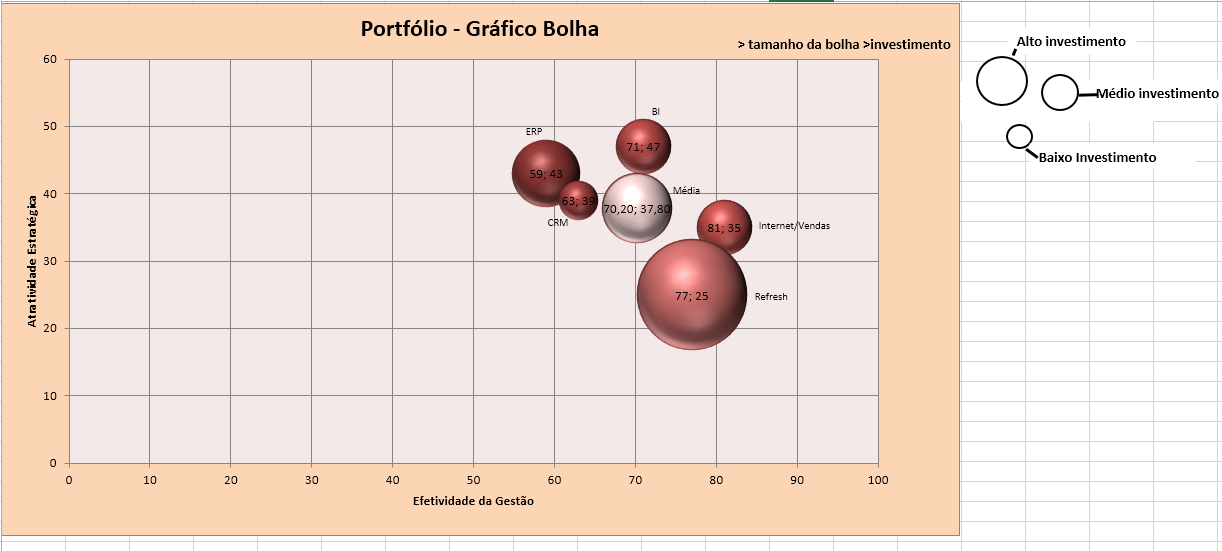 Portfólio - Gráfico Bolha
> tamanho da bolha >investimento
Alto investimento
Médio investimento
Baixo Investimento
60
50
40
30
20
10
0
Atratividade Estratégica
BI
71; 47
ERP
59; 43
63; 39
CRM
Média
70,20; 37,80
81; 35
Internet/Vendas
77; 25
Refresh
0 10 20 30 40 50 60 70 80 90 100
Efetividade da Gestão